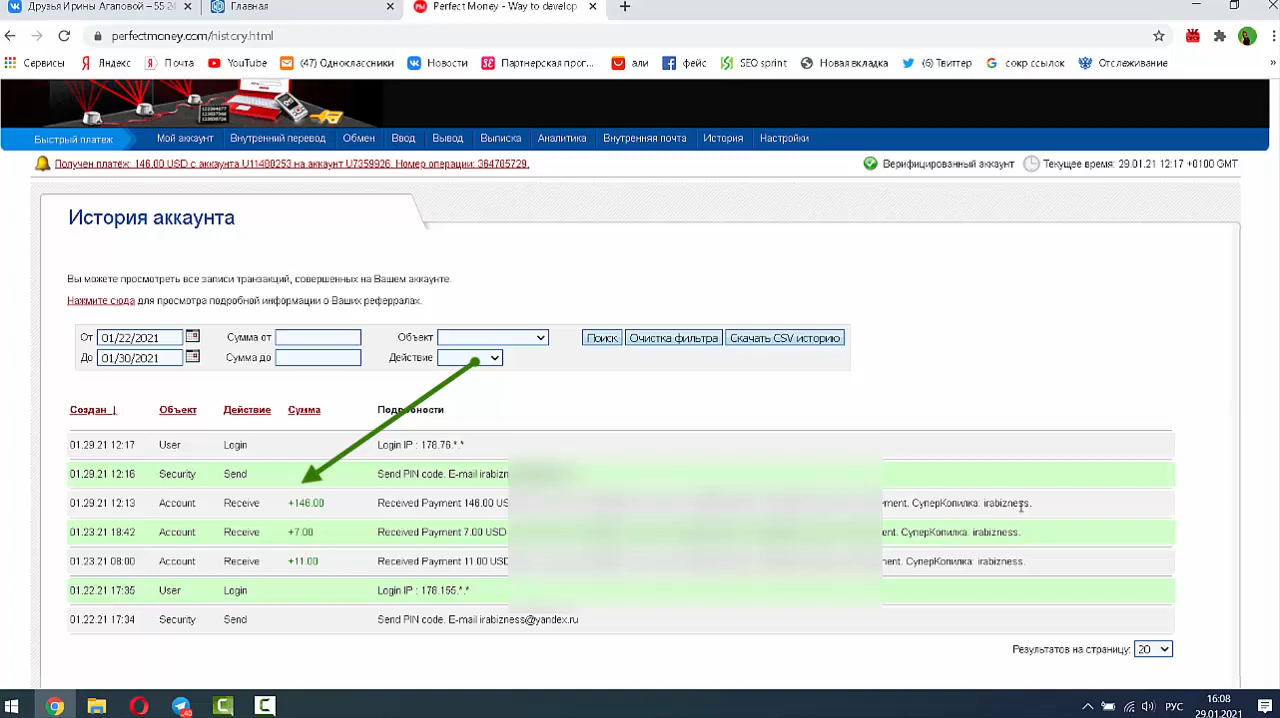 Друзья Ирины Агаповой – 55 24
Главная
Perfect Money - Way to develop
perfectmoney.com/history.html
Сервисы Яндекс Почта YouTube (47) Одноклассники Новости Партнерская прог... али фейс SEO sprint Новая вкладка (6) Твиттер сокр ссылок Отслеживание »
Быстрый платеж Мой аккаунт Внутренний перевод Обмен Ввод Вывод Выписка Аналитика Внутренняя почта История Настройки
Получен платеж: 146.00 USD с аккаунта U11480253 на аккаунт U7359926. Номер операции: 364705729. Верифицированный аккаунт Текущее время: 29.01.21 12:17 +0100 GMT
История аккаунта
Вы можете просмотреть все записи транзакций, совершенных на Вашем аккаунте.
Нажмите сюда для просмотра подробной информации о Ваших рефералах.
От 01/22/2021 Сумма от Объект Поиск Очистка фильтра Скачать CSV историю
До 01/30/2021 Сумма до Действие
Создан ↓ Объект Действие Сумма Подробности
01.29.21 12:17 User Login Login IP : 178.76.*.*
01.29.21 12:16 Security Send Send PIN code. E-mail irabizn
01.29.21 12:13 Account Receive +146.00 Received Payment 146.00 US ment. СуперКопилка: irabizness.
01.23.21 18:42 Account Receive +7.00 Received Payment 7.00 USD ent. СуперКопилка: irabizness.
01.23.21 08:00 Account Receive +11.00 Received Payment 11.00 USD ment. СуперКопилка: irabizness.
01.22.21 17:35 User Login Login IP : 178.155.*.*
01.22.21 17:34 Security Send Send PIN code. E-mail irabizness@yandex.ru
Результатов на страницу: 20
40
РУС
16:08
29.01.2021